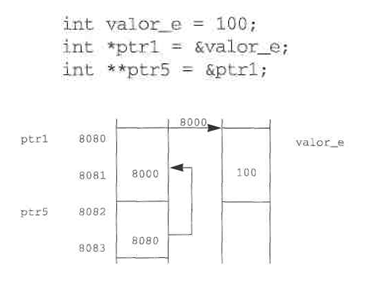 int valor_e = 100;
int *ptr1 = &valor_e;
int **ptr5 = &ptr1;
8000
ptr1 8080 valor_e
8081 8000 100
ptr5 8082
8083 8080